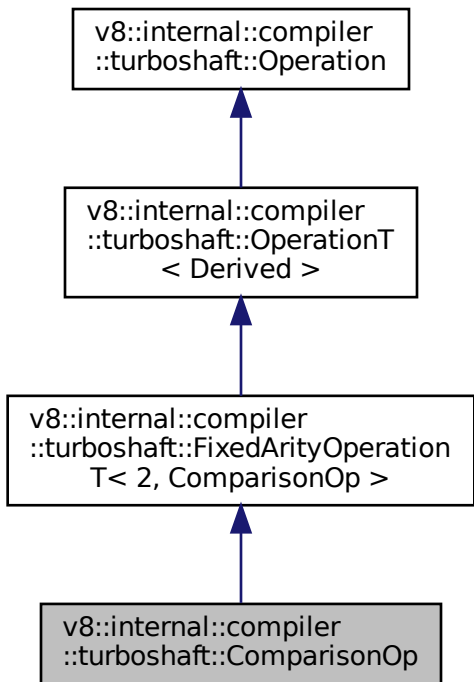 v8::internal::compiler
::turboshaft::Operation
v8::internal::compiler
::turboshaft::OperationT
< Derived >
v8::internal::compiler
::turboshaft::FixedArityOperation
T< 2, ComparisonOp >
v8::internal::compiler
::turboshaft::ComparisonOp